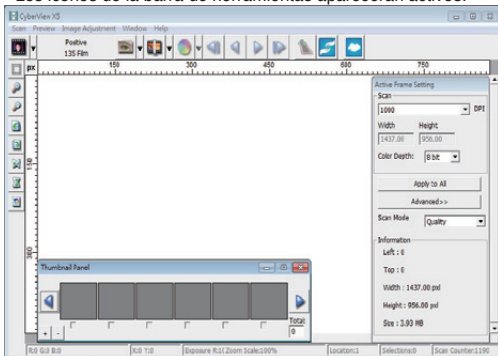 Los iconos de la barra de herramientas aparecerán activos.
CyberView X5
Scan Preview Image Adjustment Window Help
Positive
135 Film
px 150 300 450 600 750
150
300
Active Frame Setting
Scan
1000 DPI
Width Height
1437.00 956.00
Color Depth: 8 bit
Apply to All
Advanced>>
Scan Mode Quality
Information
Left : 0
Top : 0
Width : 1437.00 pxl
Height : 956.00 pxl
Size : 3.93 MB
Thumbnail Panel
+ -
Total:
0
R:0 G:0 B:0 X:0 Y:0 Exposure R:1( Zoom Scale:100% Location:1 Selections:0 Scan Counter:1190